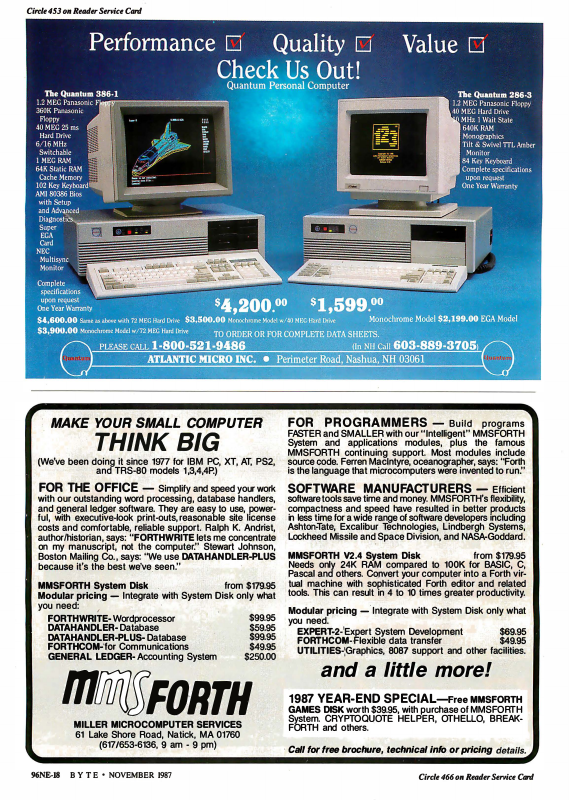 Circle 453 on Reader Service Card
Performance Quality Value
Check Us Out!
Quantum Personal Computer
The Quantum 386-1
1.2 MEG Panasonic Floppy
360K Panasonic
Floppy
40 MEG 25 ms
Hard Drive
6/16 MHz
Switchable
1 MEG RAM
64K Static RAM
Cache Memory
102 Key Keyboard
AMI 80386 Bios
with Setup
and Advanced
Diagnostics
Super
EGA
Card
NEC
Multisync
Monitor
Complete
specifications
upon request
One Year Warranty
The Quantum 286-3
1.2 MEG Panasonic Floppy
40 MEG Hard Drive
MHz 1 Wait State
640K RAM
Monographics
Tilt & Swivel TTL Amber
Monitor
84 Key Keyboard
Complete specifications
upon request
One Year Warranty
$4,200.00 $1,599.00
$4,600.00 Same as above with 72 MEG Hard Drive $3,500.00 Monochrome Model w/40 MEG Hard Drive Monochrome Model $2,199.00 EGA Model
$3,900.00 Monochrome Model w/72 MEG Hard Drive
TO ORDER OR FOR COMPLETE DATA SHEETS,
PLEASE CALL 1-800-521-9486 (In NH Call 603-889-3705)
Quantum ATLANTIC MICRO INC. • Perimeter Road, Nashua, NH 03061 Quantum
MAKE YOUR SMALL COMPUTER
THINK BIG
(We've been doing it since 1977 for IBM PC, XT, AT, PS2,
and TRS-80 models 1,3,4,4P.)
FOR THE OFFICE — Simplify and speed your work
with our outstanding word processing, database handlers,
and general ledger software. They are easy to use, power-
ful, with executive-look print-outs, reasonable site license
costs and comfortable, reliable support. Ralph K. Andrist,
author/historian, says: "FORTHWRITE lets me concentrate
on my manuscript, not the computer." Stewart Johnson,
Boston Mailing Co., says: "We use DATAHANDLER-PLUS
because it's the best we've seen."
MMSFORTH System Disk from $179.95
Modular pricing — Integrate with System Disk only what
you need:
FORTHWRITE- Wordprocessor $99.95
DATAHANDLER- Database $59.95
DATAHANDLER-PLUS- Database $99.95
FORTHCOM- for Communications $49.95
GENERAL LEDGER- Accounting System $250.00
mmS FORTH
MILLER MICROCOMPUTER SERVICES
61 Lake Shore Road, Natick, MA 01760
(617/653-6136, 9 am - 9 pm)
FOR PROGRAMMERS — Build programs
FASTER and SMALLER with our "Intelligent" MMSFORTH
System and applications modules, plus the famous
MMSFORTH continuing support. Most modules include
source code. Ferren MacIntyre, oceanographer, says: "Forth
is the language that microcomputers were invented to run."
SOFTWARE MANUFACTURERS — Efficient
software tools save time and money. MMSFORTH's flexibility,
compactness and speed have resulted in better products
in less time for a wide range of software developers including
Ashton-Tate, Excalibur Technologies, Lindbergh Systems,
Lockheed Missile and Space Division, and NASA-Goddard.
MMSFORTH V2.4 System Disk from $179.95
Needs only 24K RAM compared to 100K for BASIC, C,
Pascal and others. Convert your computer into a Forth vir-
tual machine with sophisticated Forth editor and related
tools. This can result in 4 to 10 times greater productivity.
Modular pricing — Integrate with System Disk only what
you need.
EXPERT-2- Expert System Development $69.95
FORTHCOM- Flexible data transfer $49.95
UTILITIES- Graphics, 8087 support and other facilities.
and a little more!
1987 YEAR-END SPECIAL—Free MMSFORTH
GAMES DISK worth $39.95, with purchase of MMSFORTH
System. CRYPTOQUOTE HELPER, OTHELLO, BREAK-
FORTH and others.
Call for free brochure, technical info or pricing details.
96NE-18 B Y T E • NOVEMBER 1987
Circle 466 on Reader Service Card